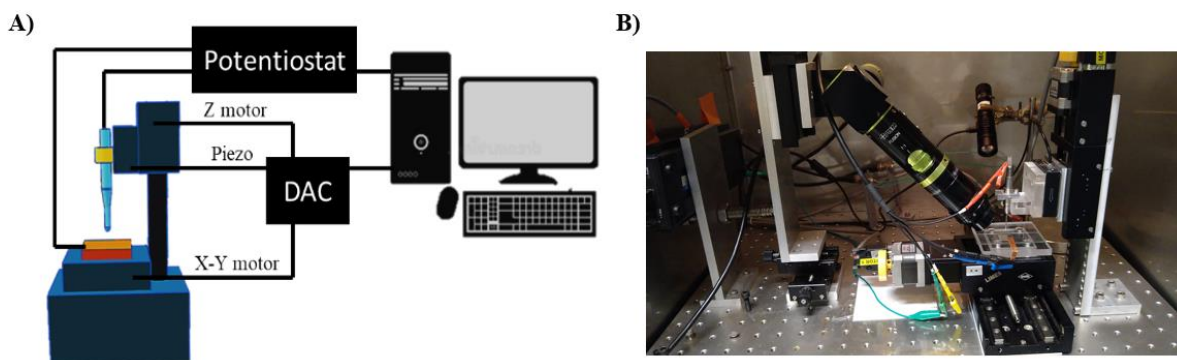 A)
B)
Potentiostat
Z motor
Piezo
DAC
X-Y motor